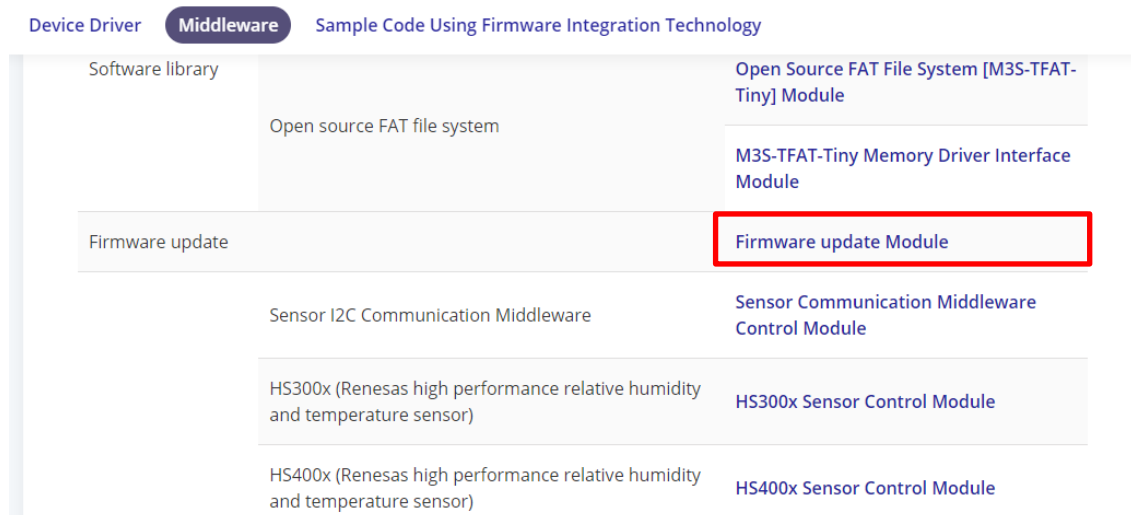 Device Driver Middleware Sample Code Using Firmware Integration Technology
Software library
Open source FAT file system
Open Source FAT File System [M3S-TFAT-
Tiny] Module
M3S-TFAT-Tiny Memory Driver Interface
Module
Firmware update
Firmware update Module
Sensor I2C Communication Middleware
Sensor Communication Middleware
Control Module
HS300x (Renesas high performance relative humidity
and temperature sensor)
HS300x Sensor Control Module
HS400x (Renesas high performance relative humidity
and temperature sensor)
HS400x Sensor Control Module